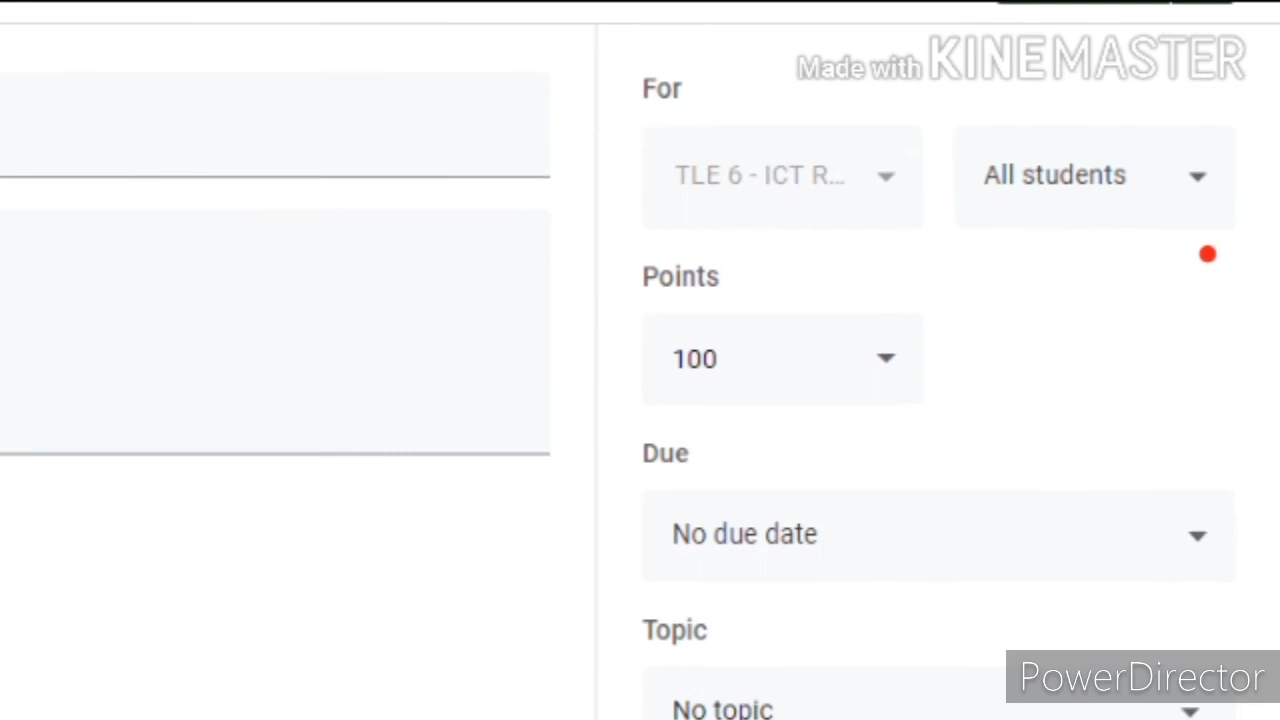 Made with KINEMASTER
For
TLE 6 - ICT R... All students
Points
100
Due
No due date
Topic
No topic
PowerDirector